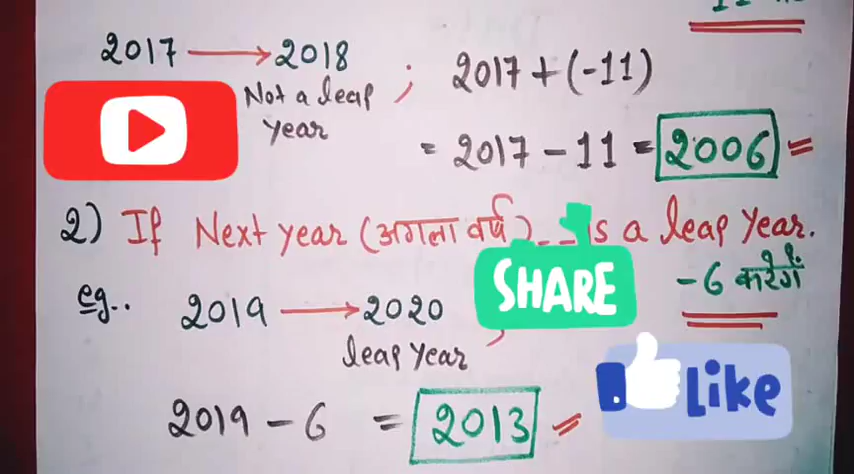 2017 → 2018 ; 2017 + (-11)
Not a leap
year
= 2017 - 11 = 2006 =
2) If Next year (अगला वर्ष) _ _ is a leap year.
-6 करेंगे
SHARE
eg.. 2019 → 2020
leap year
Like
2019 - 6 = 2013